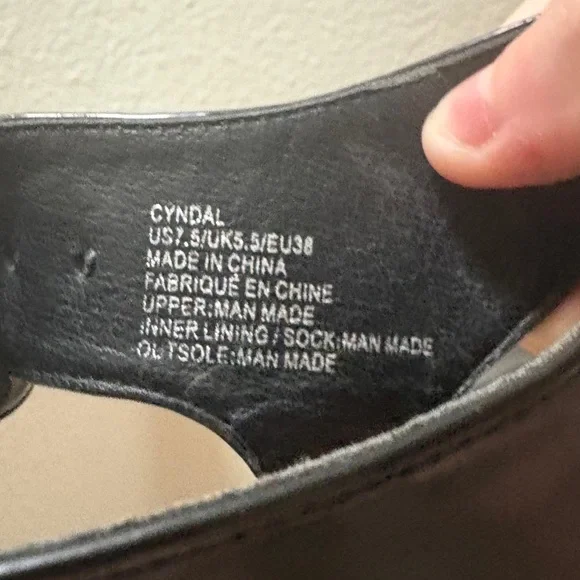 CYNDAL
US7.5/UK5.5/EU38
MADE IN CHINA
FABRIQUÉ EN CHINE
UPPER:MAN MADE
INNER LINING / SOCK:MAN MADE
OUTSOLE:MAN MADE